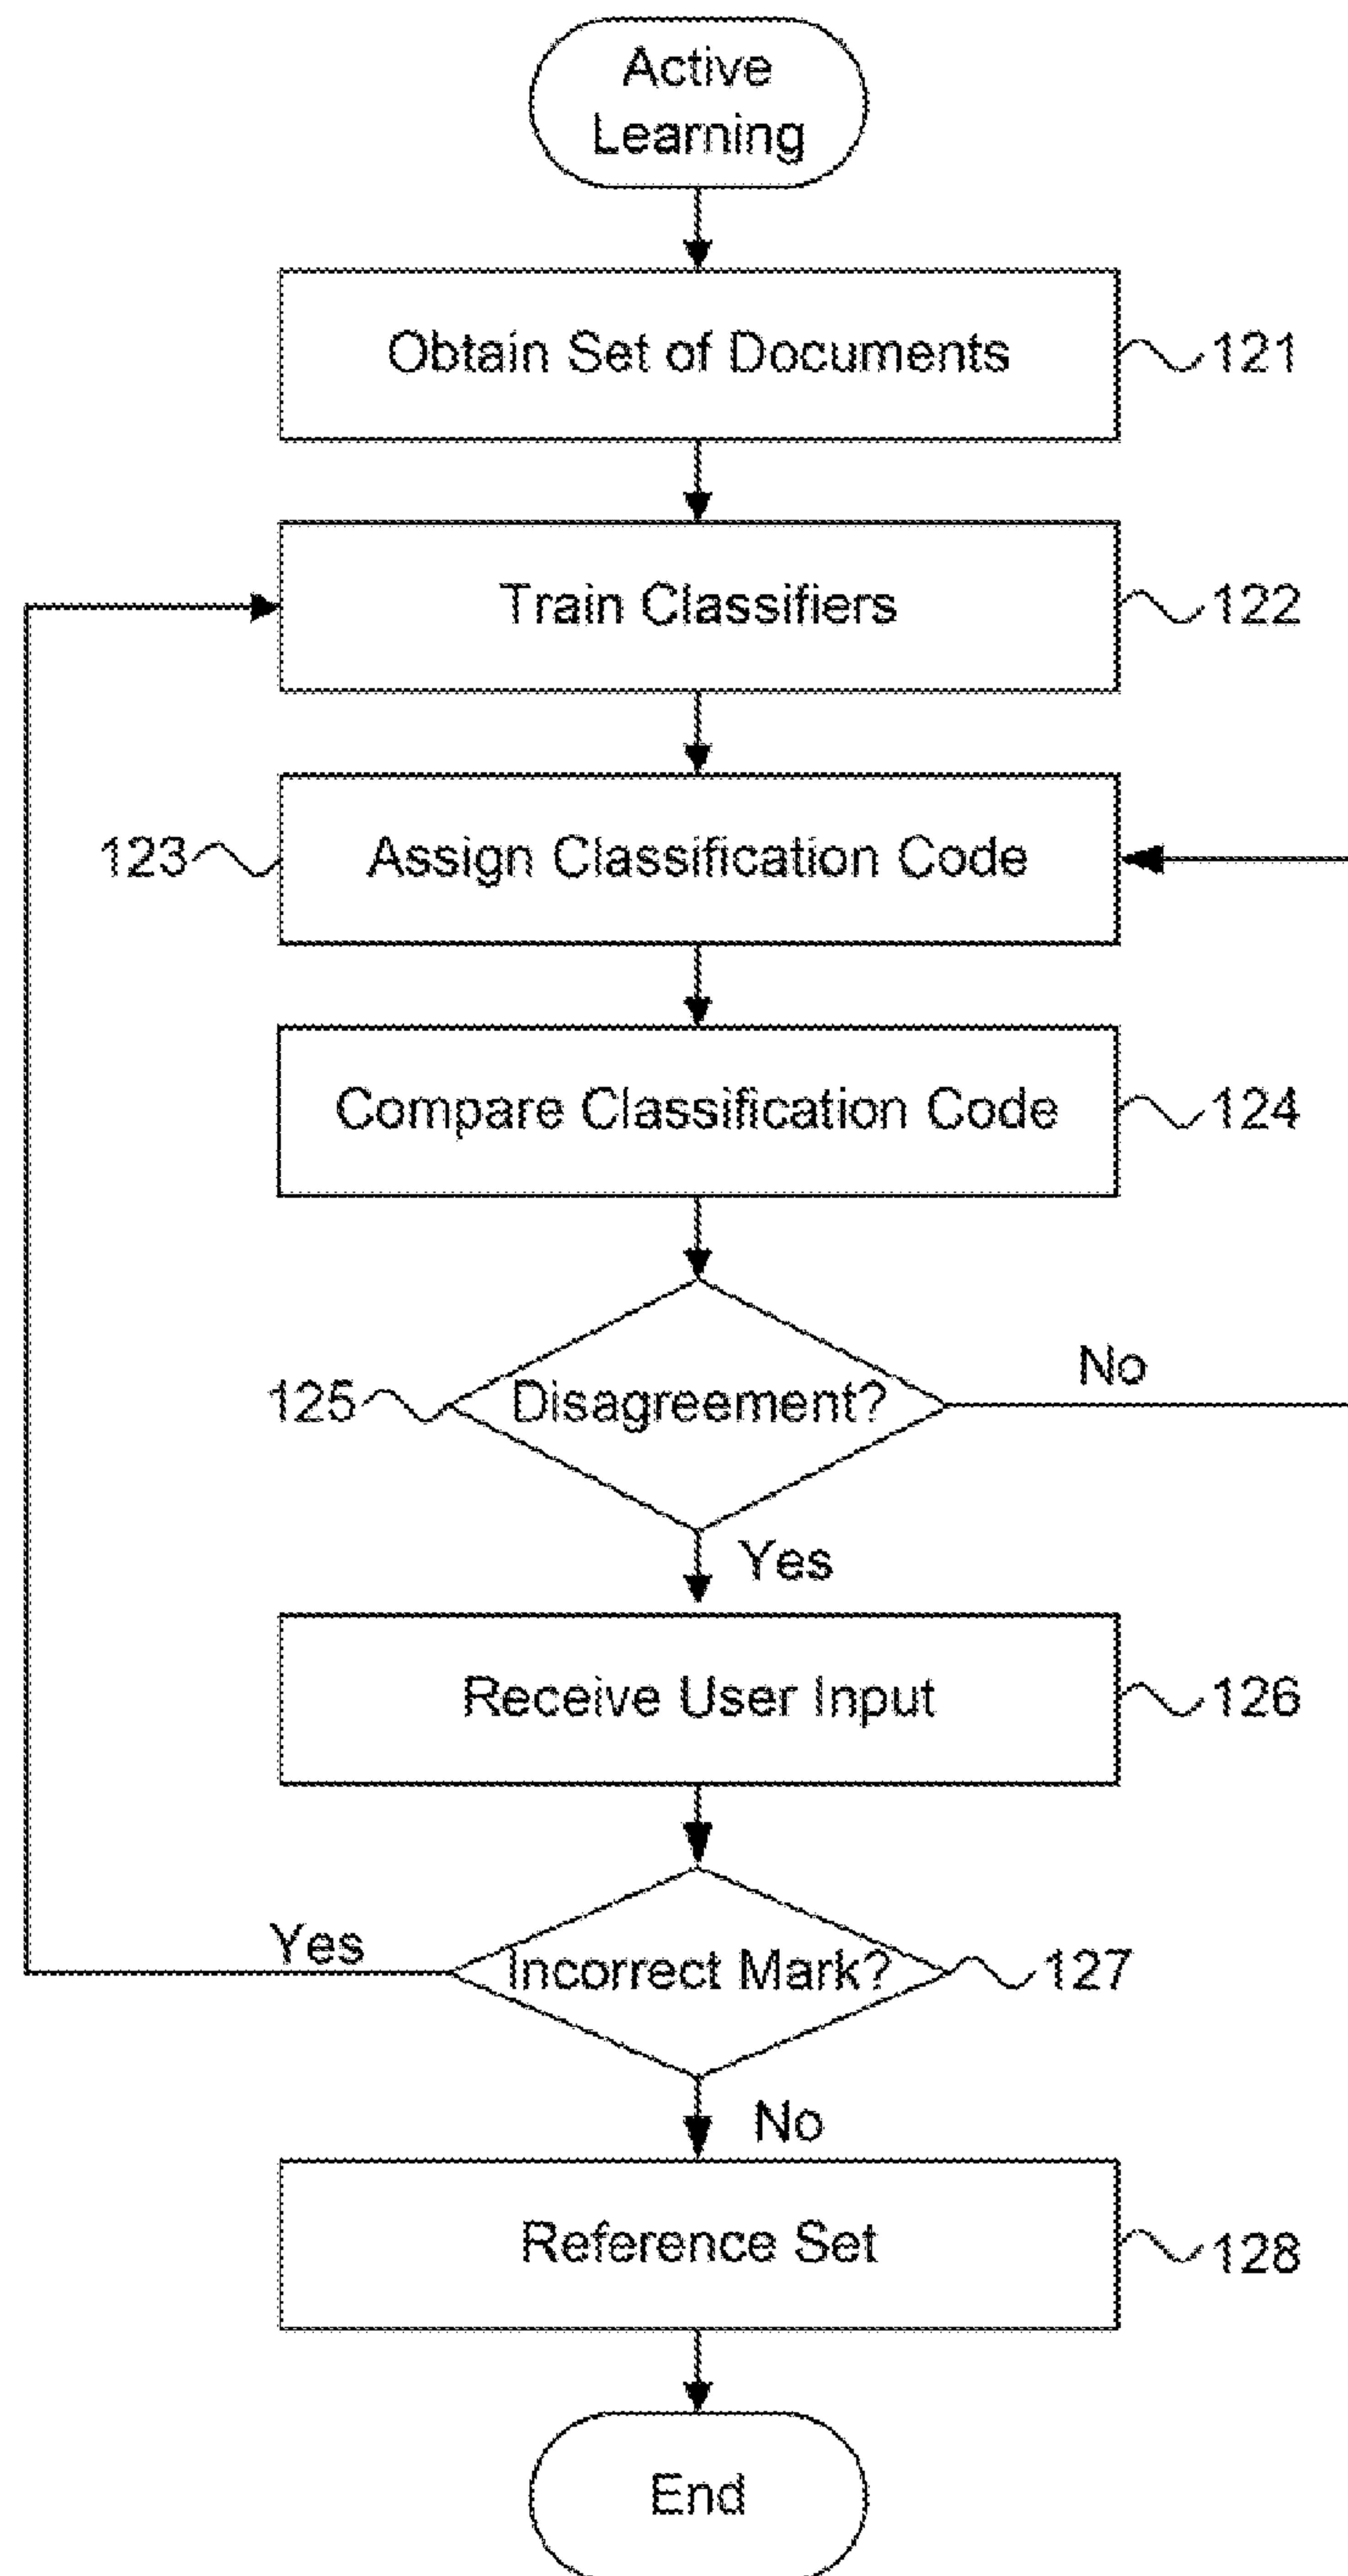 Active
Learning
Obtain Set of Documents 121
Train Classifiers 122
123 Assign Classification Code
Compare Classification Code 124
No
125 Disagreement?
Yes
Receive User Input 126
Yes
Incorrect Mark? 127
No
Reference Set 128
End